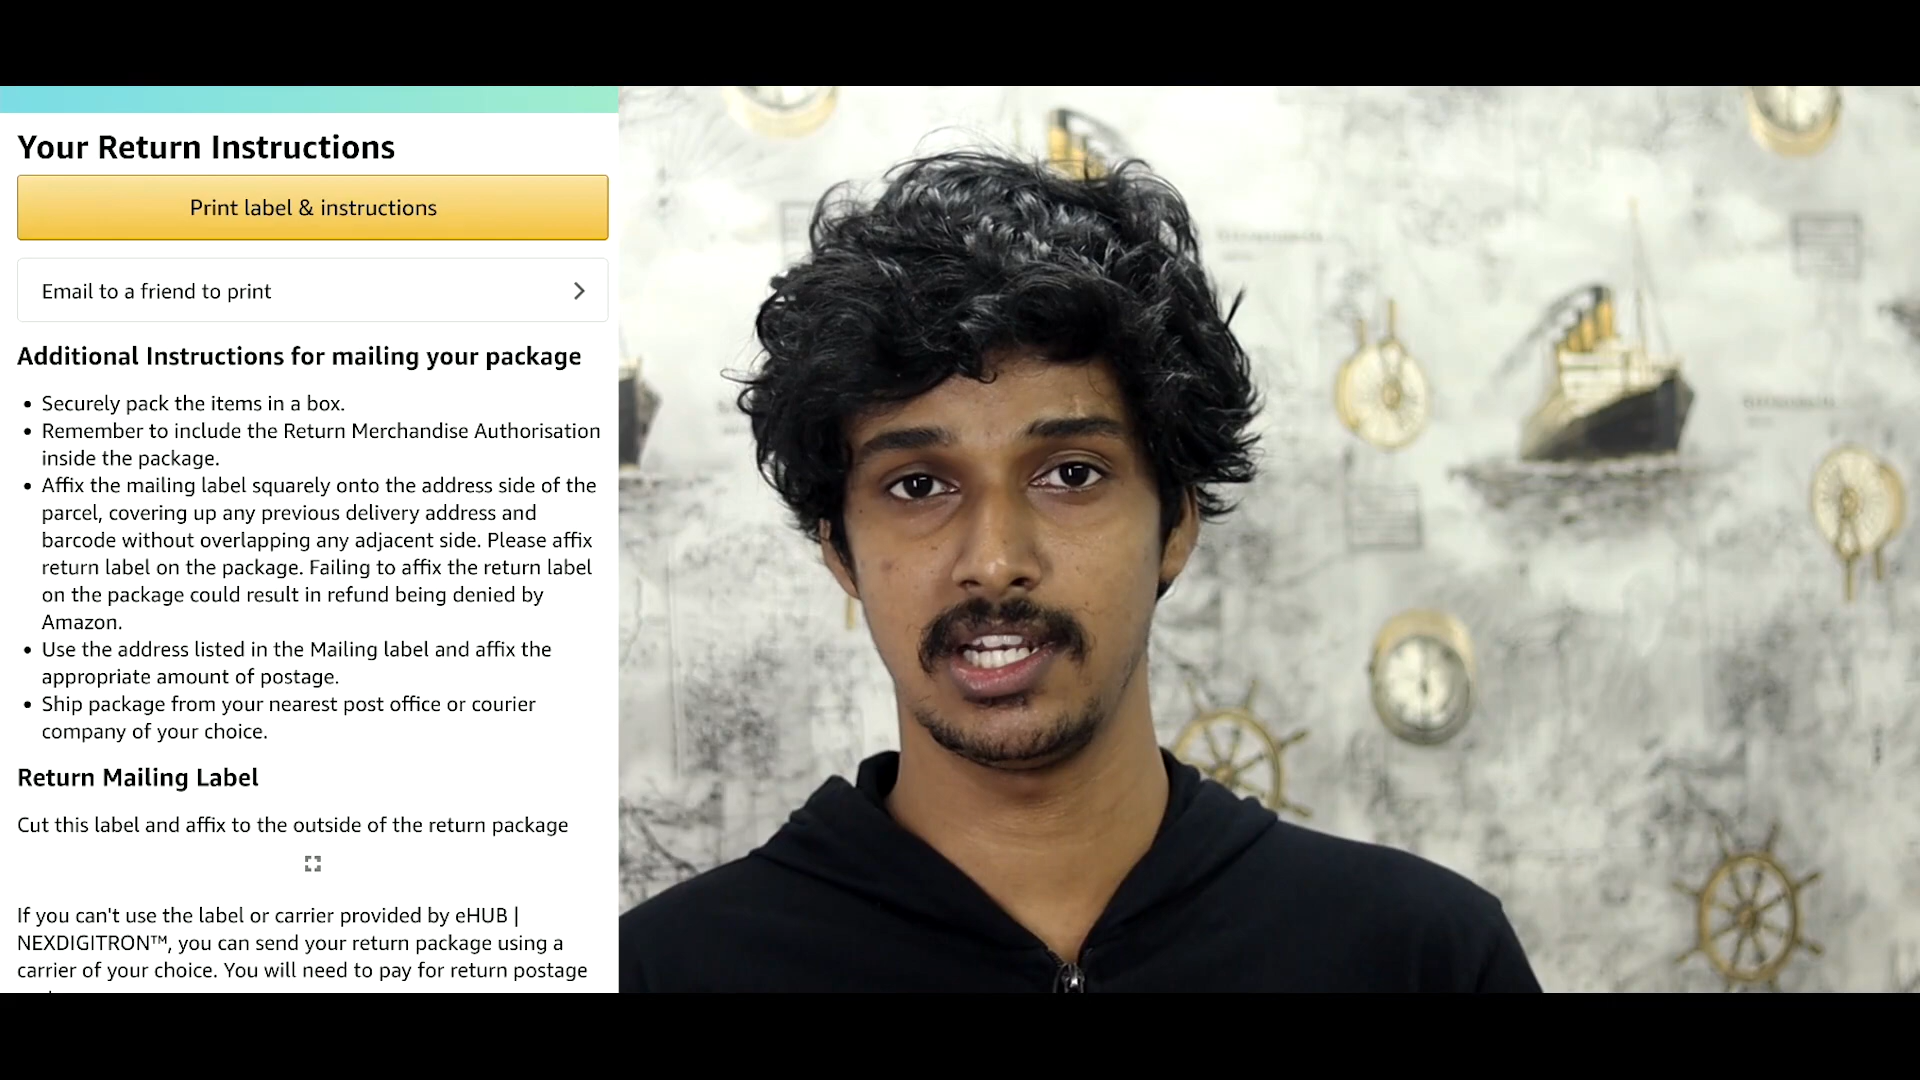 Your Return Instructions
Print label & instructions
Email to a friend to print
Additional Instructions for mailing your package
• Securely pack the items in a box.
• Remember to include the Return Merchandise Authorisation
inside the package.
• Affix the mailing label squarely onto the address side of the
parcel, covering up any previous delivery address and
barcode without overlapping any adjacent side. Please affix
return label on the package. Failing to affix the return label
on the package could result in refund being denied by
Amazon.
• Use the address listed in the Mailing label and affix the
appropriate amount of postage.
• Ship package from your nearest post office or courier
company of your choice.
Return Mailing Label
Cut this label and affix to the outside of the return package
If you can't use the label or carrier provided by eHUB |
NEXDIGITRON™, you can send your return package using a
carrier of your choice. You will need to pay for return postage